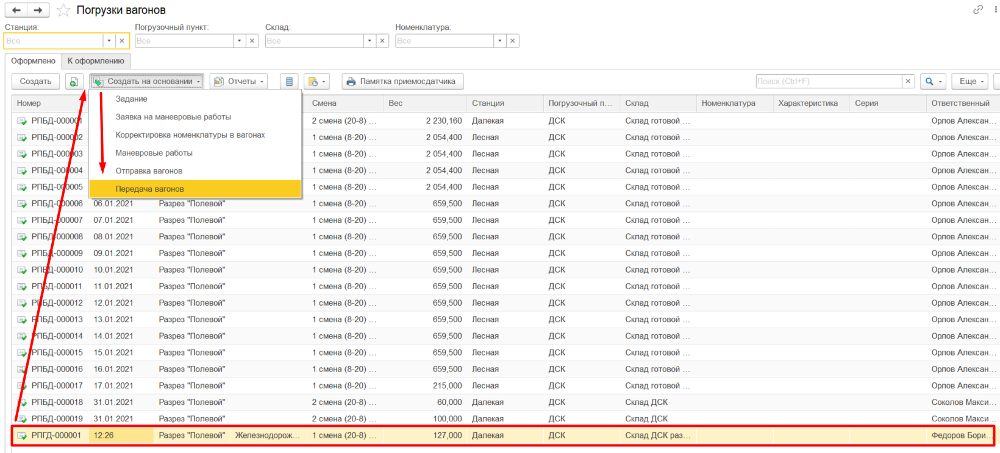 Погрузки вагонов
Станция: Погрузочный пункт: Склад: Номенклатура:
Все Все Все Все
Оформлено К оформлению
Создать Создать на основании Отчеты Памятка приемосдатчика Поиск (Ctrl+F) Еще
Задание
Заявка на маневровые работы
Корректировка номенклатуры в вагонах
Маневровые работы
Отправка вагонов
Передача вагонов
Номер Смена Вес Станция Погрузочный п... Склад Номенклатура Характеристика Серия Ответственный
РПБД-000001 2 смена (20-8) ... 2 230,160 Далекая ДСК Склад готовой ... Орлов Алексан...
РПБД-000002 1 смена (8-20) ... 2 054,400 Лесная ДСК Склад готовой ... Орлов Алексан...
РПБД-000003 1 смена (8-20) ... 2 054,400 Лесная ДСК Склад готовой ... Орлов Алексан...
РПБД-000004 1 смена (8-20) ... 2 054,400 Лесная ДСК Склад готовой ... Орлов Алексан...
РПБД-000005 1 смена (8-20) ... 2 054,400 Лесная ДСК Склад готовой ... Орлов Алексан...
РПБД-000006 06.01.2021 Разрез "Полевой" 1 смена (8-20) ... 659,500 Лесная ДСК Склад готовой ... Орлов Алексан...
РПБД-000007 07.01.2021 Разрез "Полевой" 1 смена (8-20) ... 659,500 Лесная ДСК Склад готовой ... Орлов Алексан...
РПБД-000008 08.01.2021 Разрез "Полевой" 1 смена (8-20) ... 659,500 Лесная ДСК Склад готовой ... Орлов Алексан...
РПБД-000009 09.01.2021 Разрез "Полевой" 1 смена (8-20) ... 659,500 Лесная ДСК Склад готовой ... Орлов Алексан...
РПБД-000010 10.01.2021 Разрез "Полевой" 1 смена (8-20) ... 659,500 Лесная ДСК Склад готовой ... Орлов Алексан...
РПБД-000011 11.01.2021 Разрез "Полевой" 1 смена (8-20) ... 659,500 Лесная ДСК Склад готовой ... Орлов Алексан...
РПБД-000012 12.01.2021 Разрез "Полевой" 1 смена (8-20) ... 659,500 Лесная ДСК Склад готовой ... Орлов Алексан...
РПБД-000013 13.01.2021 Разрез "Полевой" 1 смена (8-20) ... 659,500 Лесная ДСК Склад готовой ... Орлов Алексан...
РПБД-000014 14.01.2021 Разрез "Полевой" 1 смена (8-20) ... 659,500 Лесная ДСК Склад готовой ... Орлов Алексан...
РПБД-000015 15.01.2021 Разрез "Полевой" 1 смена (8-20) ... 659,500 Лесная ДСК Склад готовой ... Орлов Алексан...
РПБД-000016 16.01.2021 Разрез "Полевой" 1 смена (8-20) ... 659,500 Лесная ДСК Склад готовой ... Орлов Алексан...
РПБД-000017 17.01.2021 Разрез "Полевой" 1 смена (8-20) ... 215,000 Лесная ДСК Склад готовой ... Орлов Алексан...
РПБД-000018 31.01.2021 Разрез "Полевой" 2 смена (20-8) ... 60,000 Далекая ДСК Склад ДСК Соколов Макси...
РПБД-000019 31.01.2021 Разрез "Полевой" 2 смена (20-8) ... 100,000 Далекая ДСК Склад ДСК Соколов Макси...
РПГД-000001 12:26 Разрез "Полевой" Железнодорож... 1 смена (8-20) ... 127,000 Далекая ДСК Склад ДСК раз... Федоров Бори...